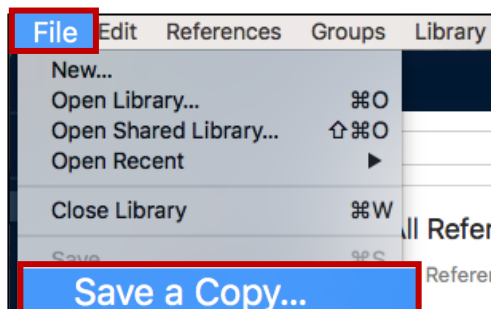 File Edit References Groups Library
New...
Open Library... ⌘O
Open Shared Library... ⇧⌘O
Open Recent ▶
Close Library ⌘W
All Refer
Save ⌘S
Referen
Save a Copy...